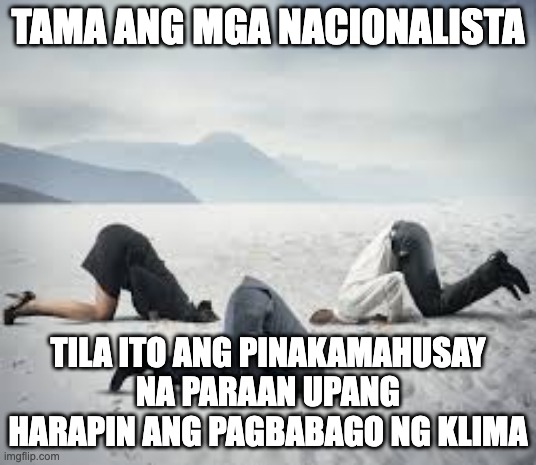 TAMA ANG MGA NACIONALISTA
TILA ITO ANG PINAKAMAHUSAY
NA PARAAN UPANG
HARAPIN ANG PAGBABAGO NG KLIMA
imgflip.com